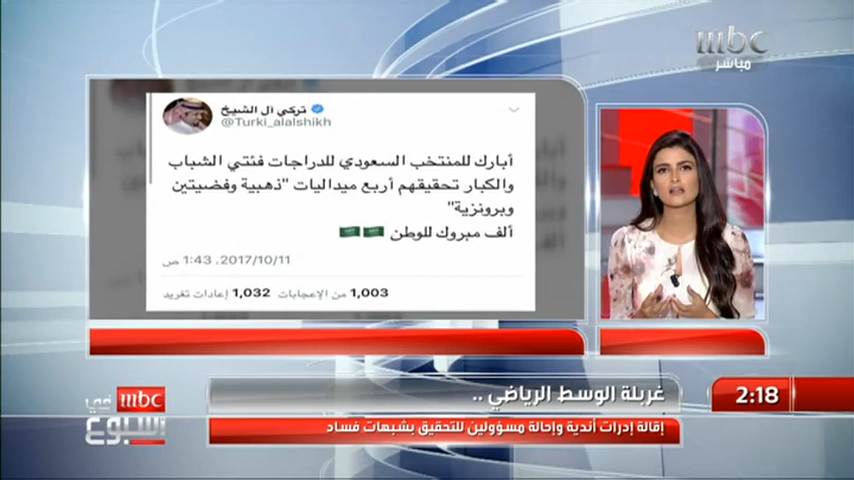 mbc
مباشر
تركي آل الشيخ
@Turki_alalshikh
أبارك للمنتخب السعودي للدراجات فئتي الشباب
والكبار تحقيقهم أربع ميداليات "ذهبية وفضيتين
وبرونزية"
ألف مبروك للوطن
2017/10/11، 1:43 ص
1,003 من الإعجابات 1,032 إعادات تغريد
غربلة الوسط الرياضي ..
2:18
إقالة إدرات أندية وإحالة مسؤولين للتحقيق بشبهات فساد
mbc في
أسبوع